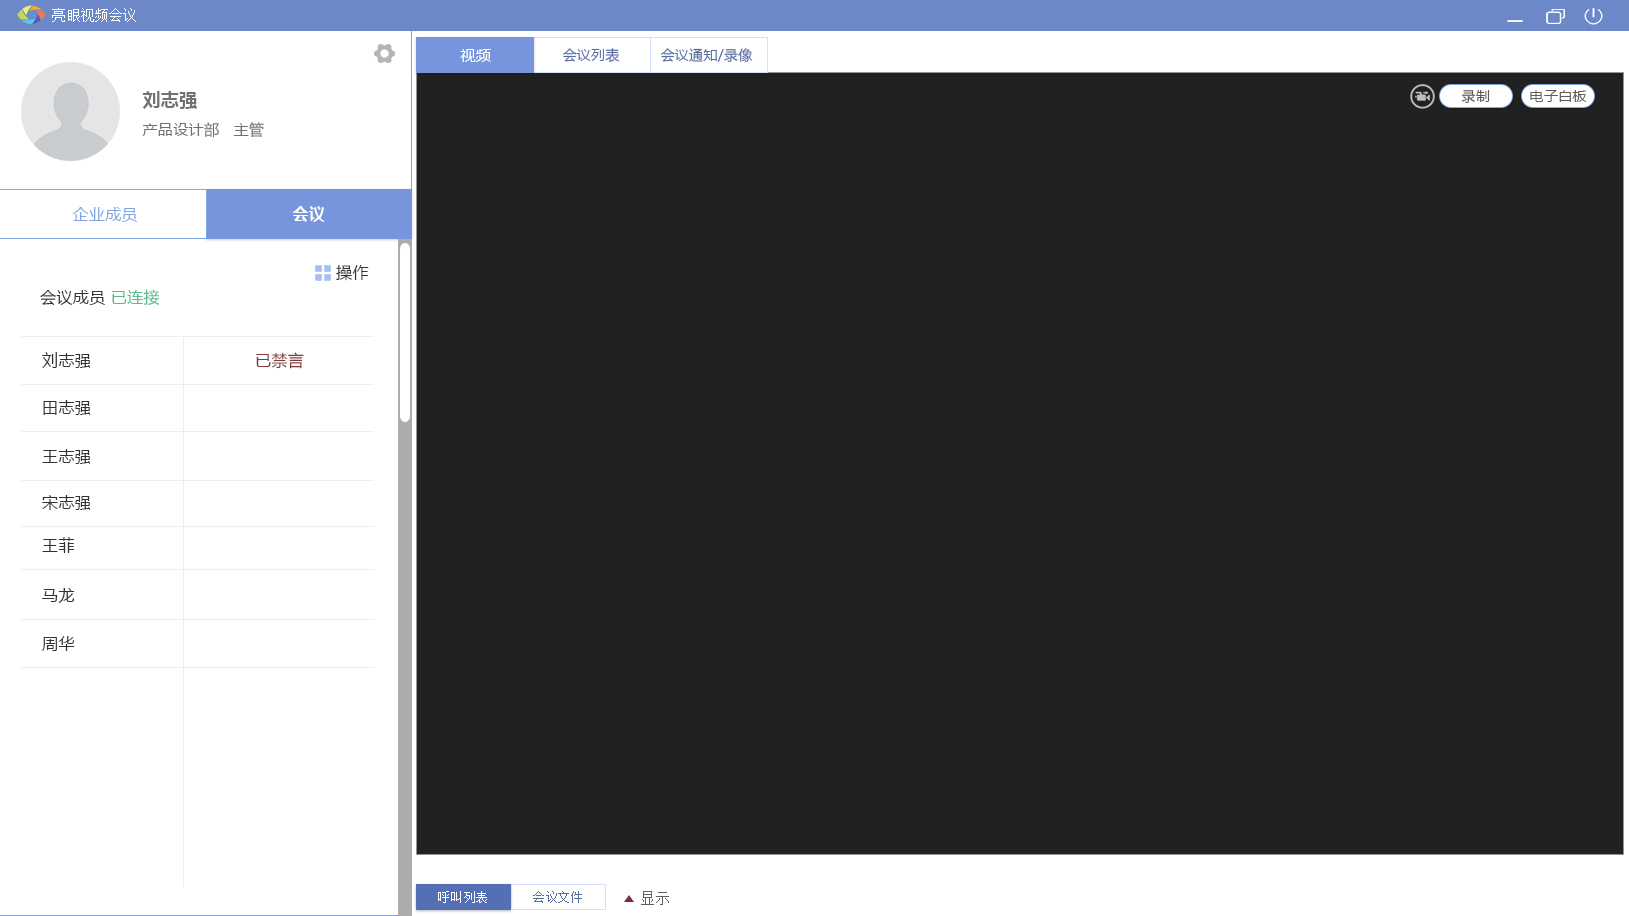 亮眼视频会议
刘志强
产品设计部 主管
企业成员 会议
操作
会议成员 已连接
刘志强 已禁言
田志强
王志强
宋志强
王菲
马龙
周华
视频 会议列表 会议通知/录像
录制 电子白板
呼叫列表 会议文件 显示